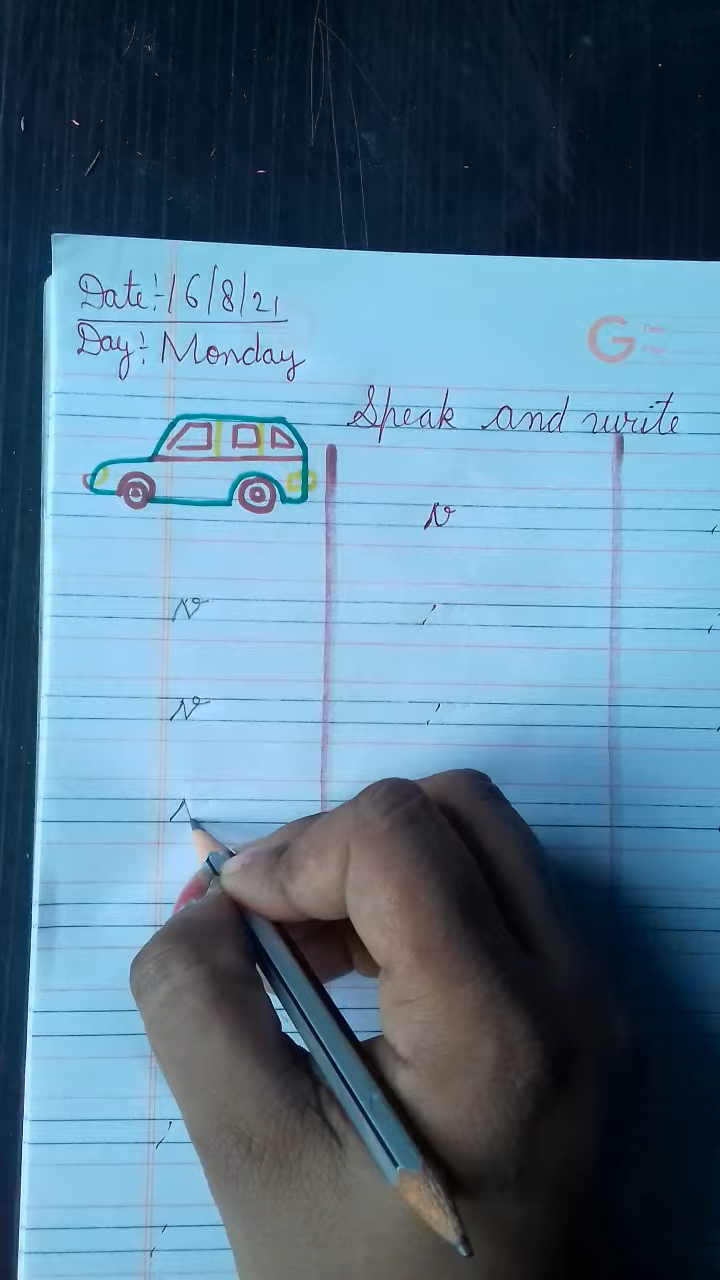 Date:-16/8/21
Day:- Monday
G
Speak and write
v
v
v